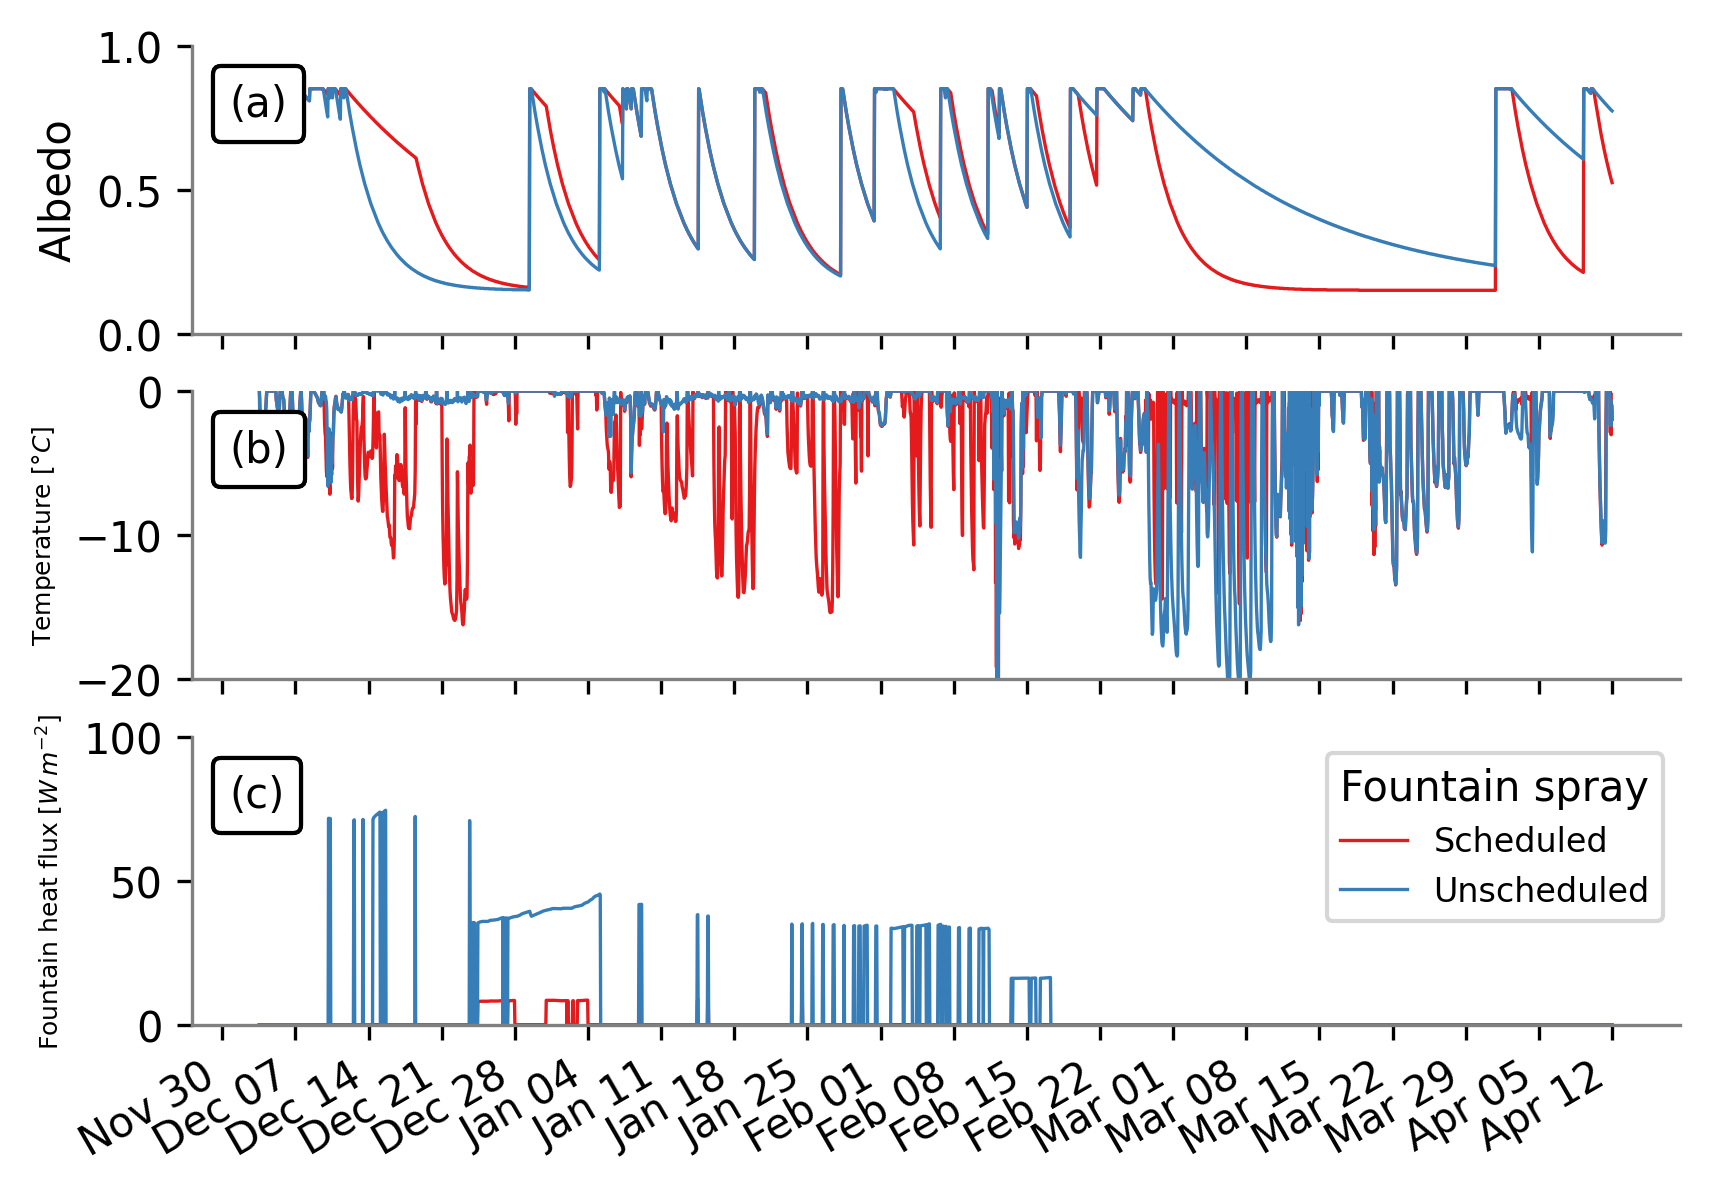 1.0
(a)
Albedo
0.5
0.0
0
(b)
Temperature [°C]
−10
−20
100
(c)
Fountain heat flux [W m⁻²]
50
0
Fountain spray
Scheduled
Unscheduled
Nov 30
Dec 07
Dec 14
Dec 21
Dec 28
Jan 04
Jan 11
Jan 18
Jan 25
Feb 01
Feb 08
Feb 15
Feb 22
Mar 01
Mar 08
Mar 15
Mar 22
Mar 29
Apr 05
Apr 12